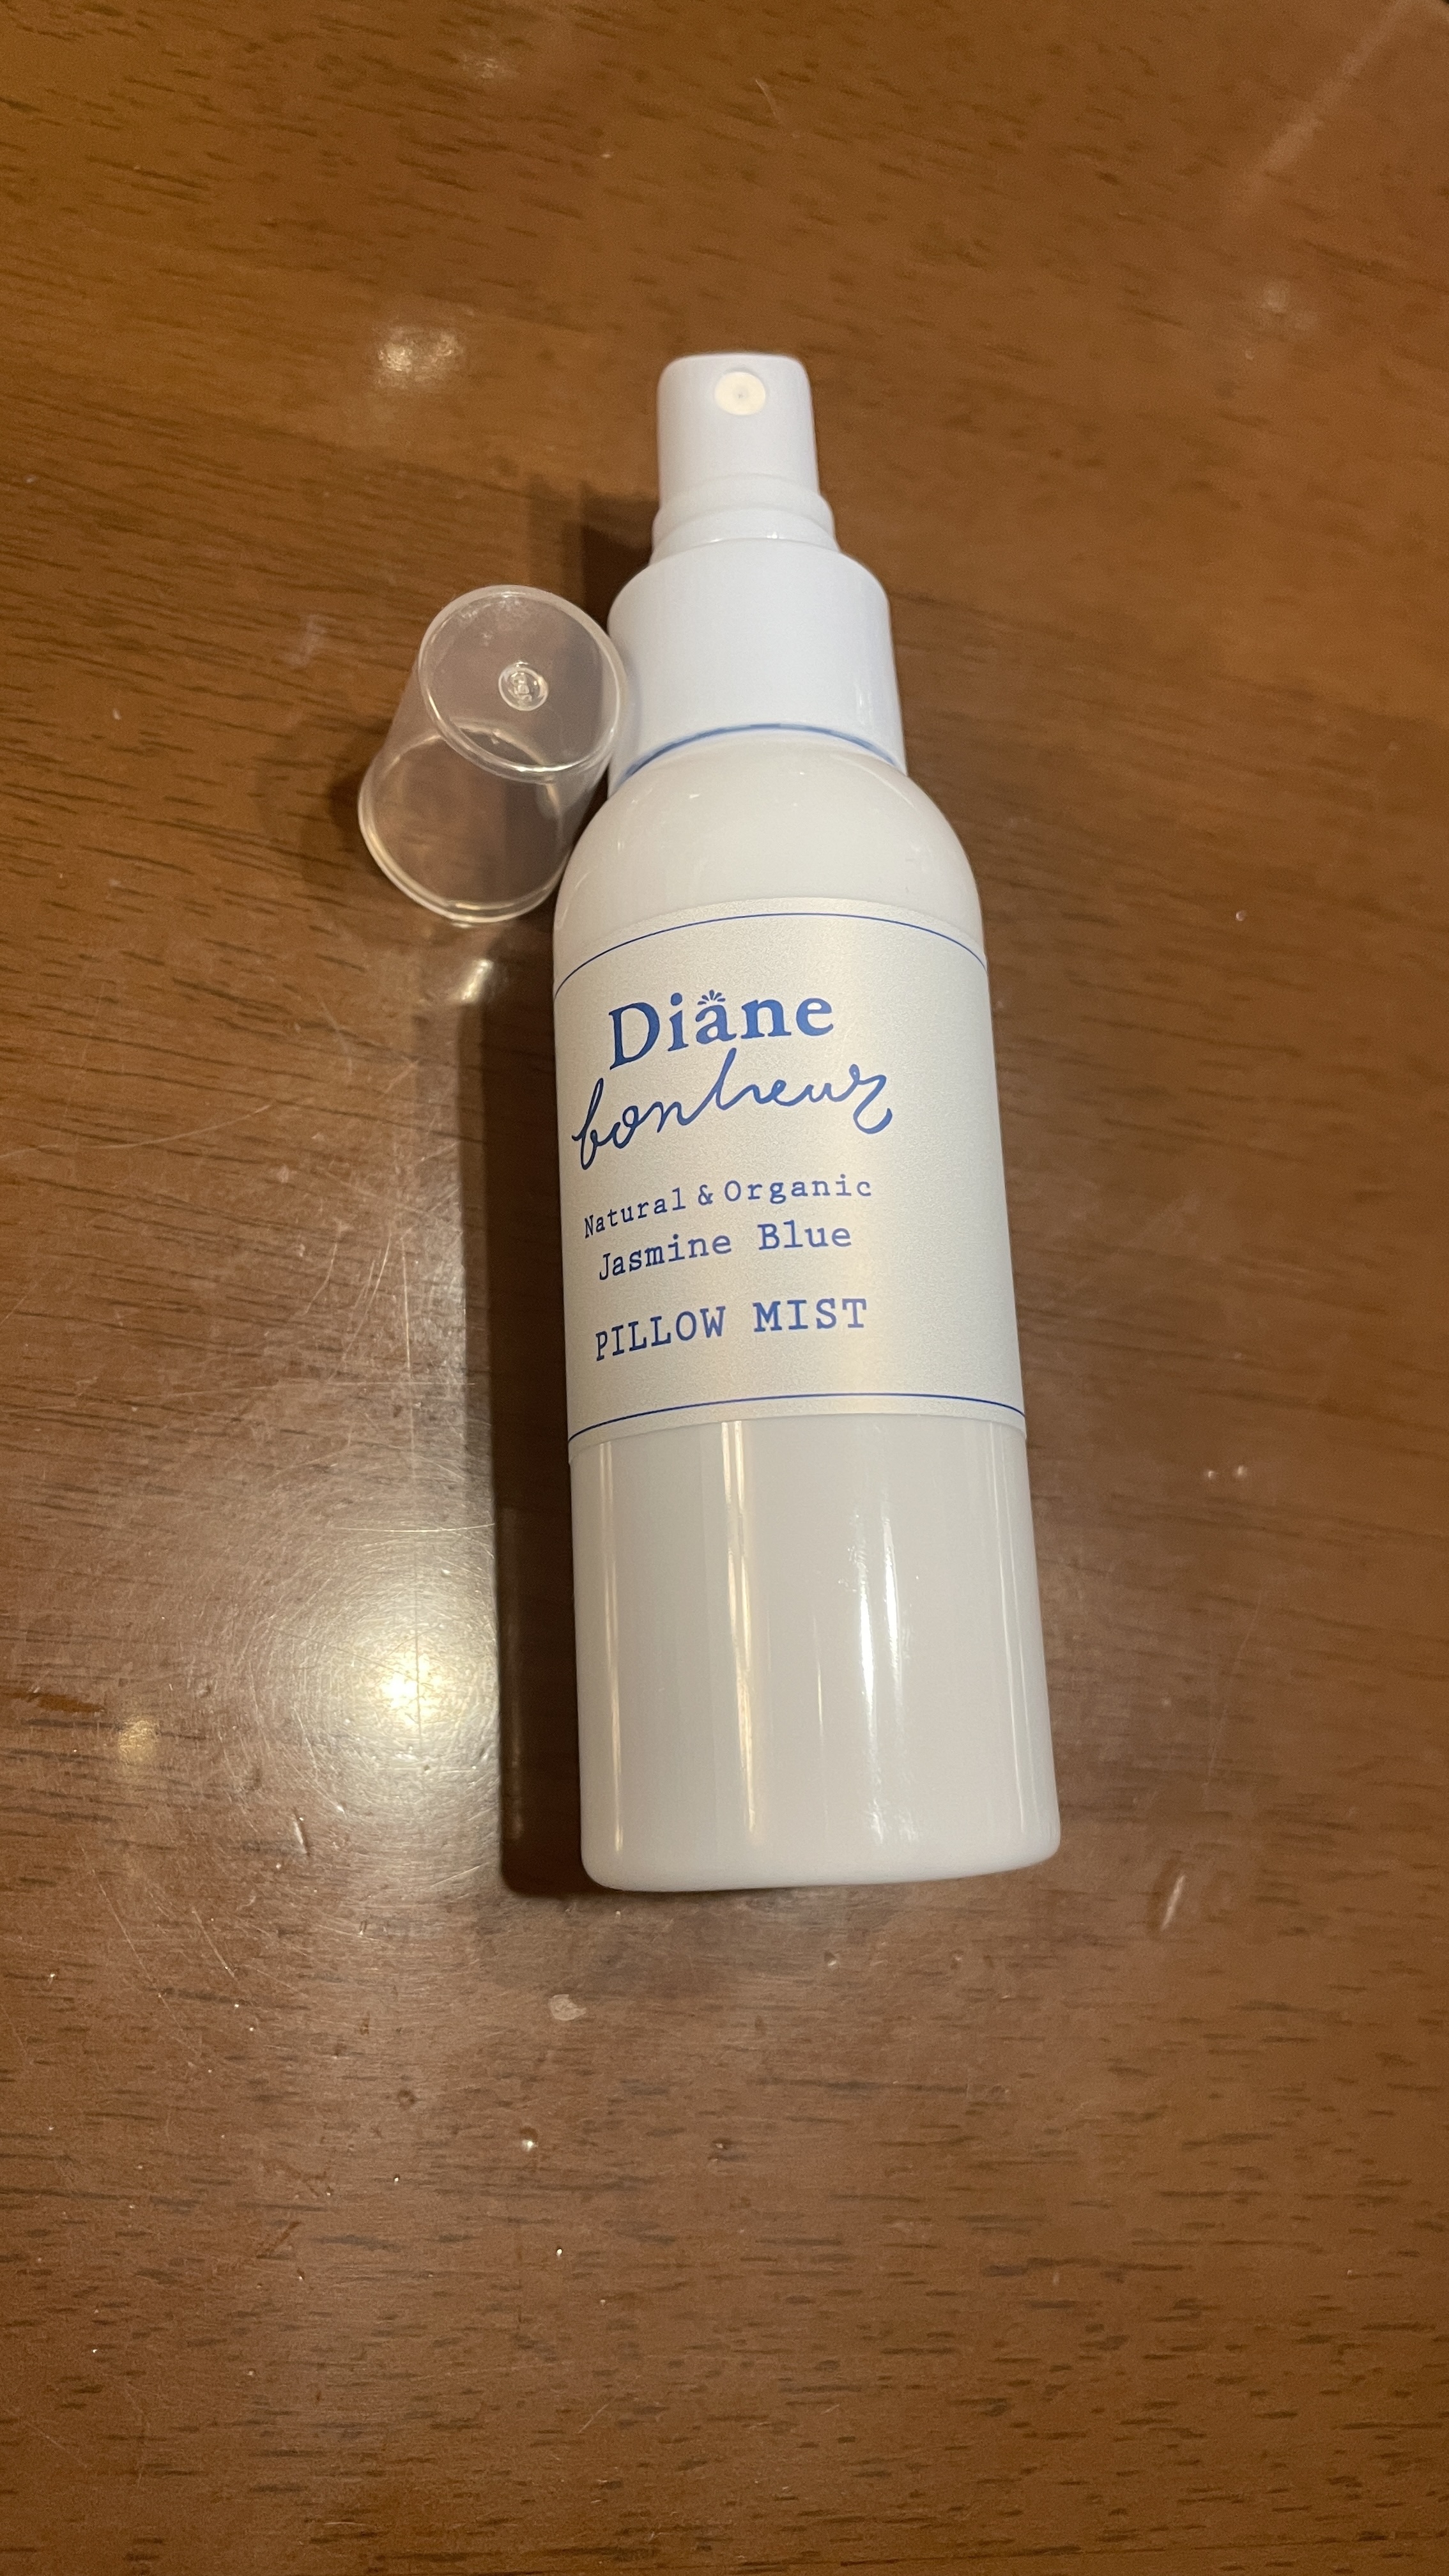 Diane
bonheur
Natural & Organic
Jasmine Blue
PILLOW MIST